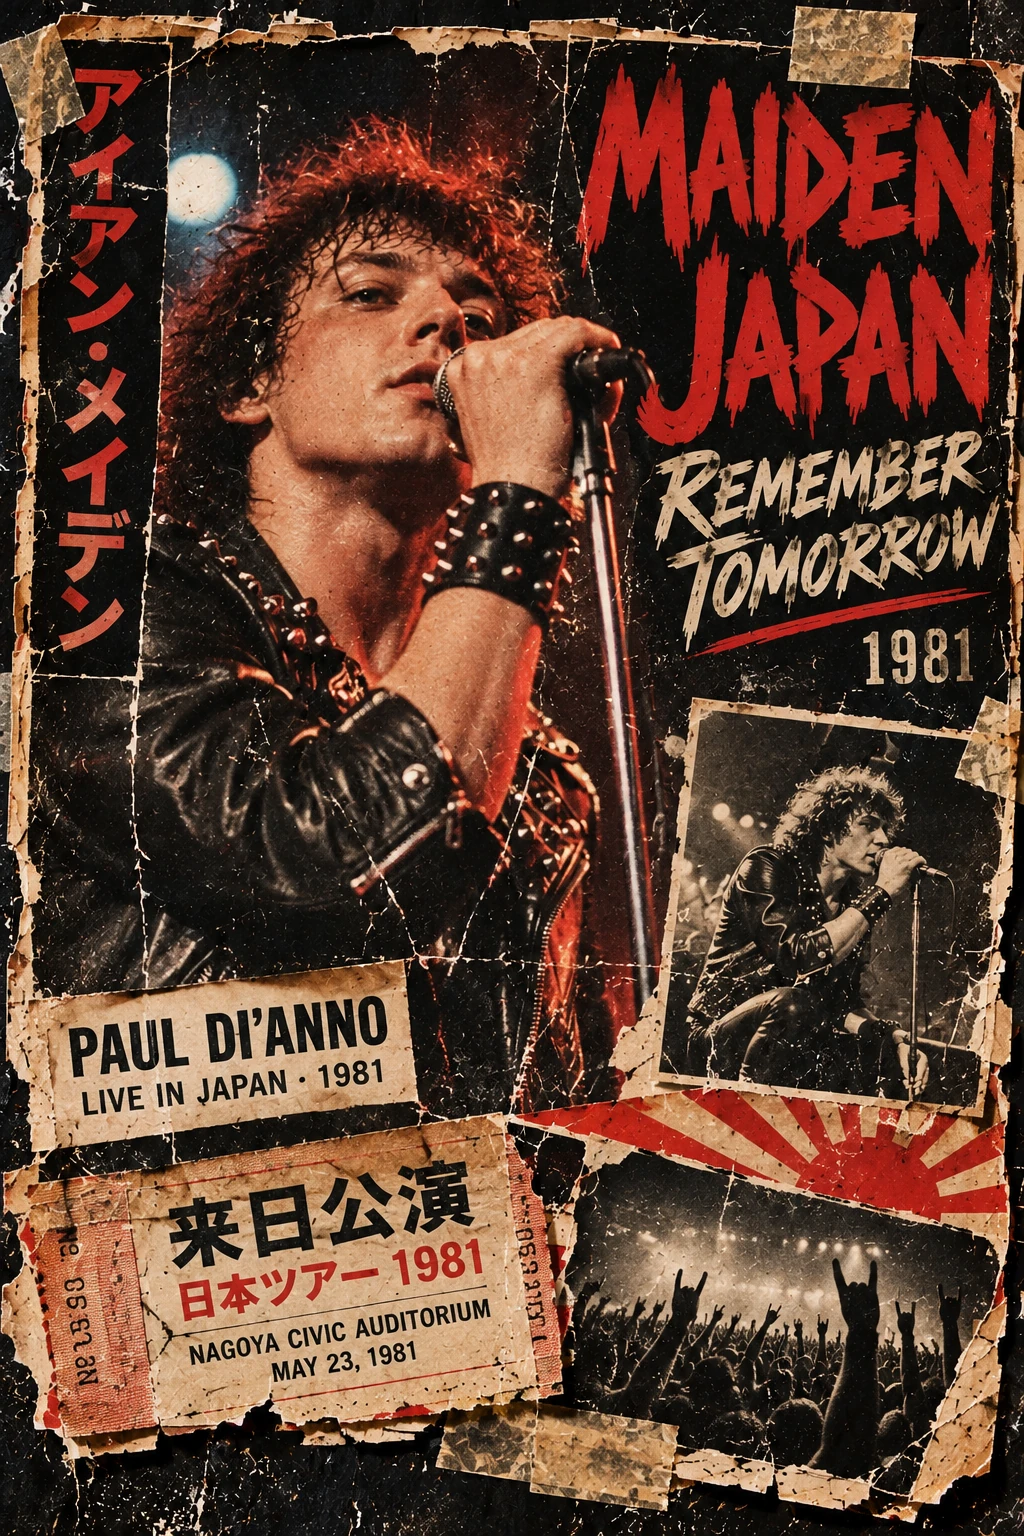 アイアン・メイデン
MAIDEN
JAPAN
REMEMBER
TOMORROW
1981
PAUL DI'ANNO
LIVE IN JAPAN · 1981
来日公演
日本ツアー 1981
NAGOYA CIVIC AUDITORIUM
MAY 23, 1981